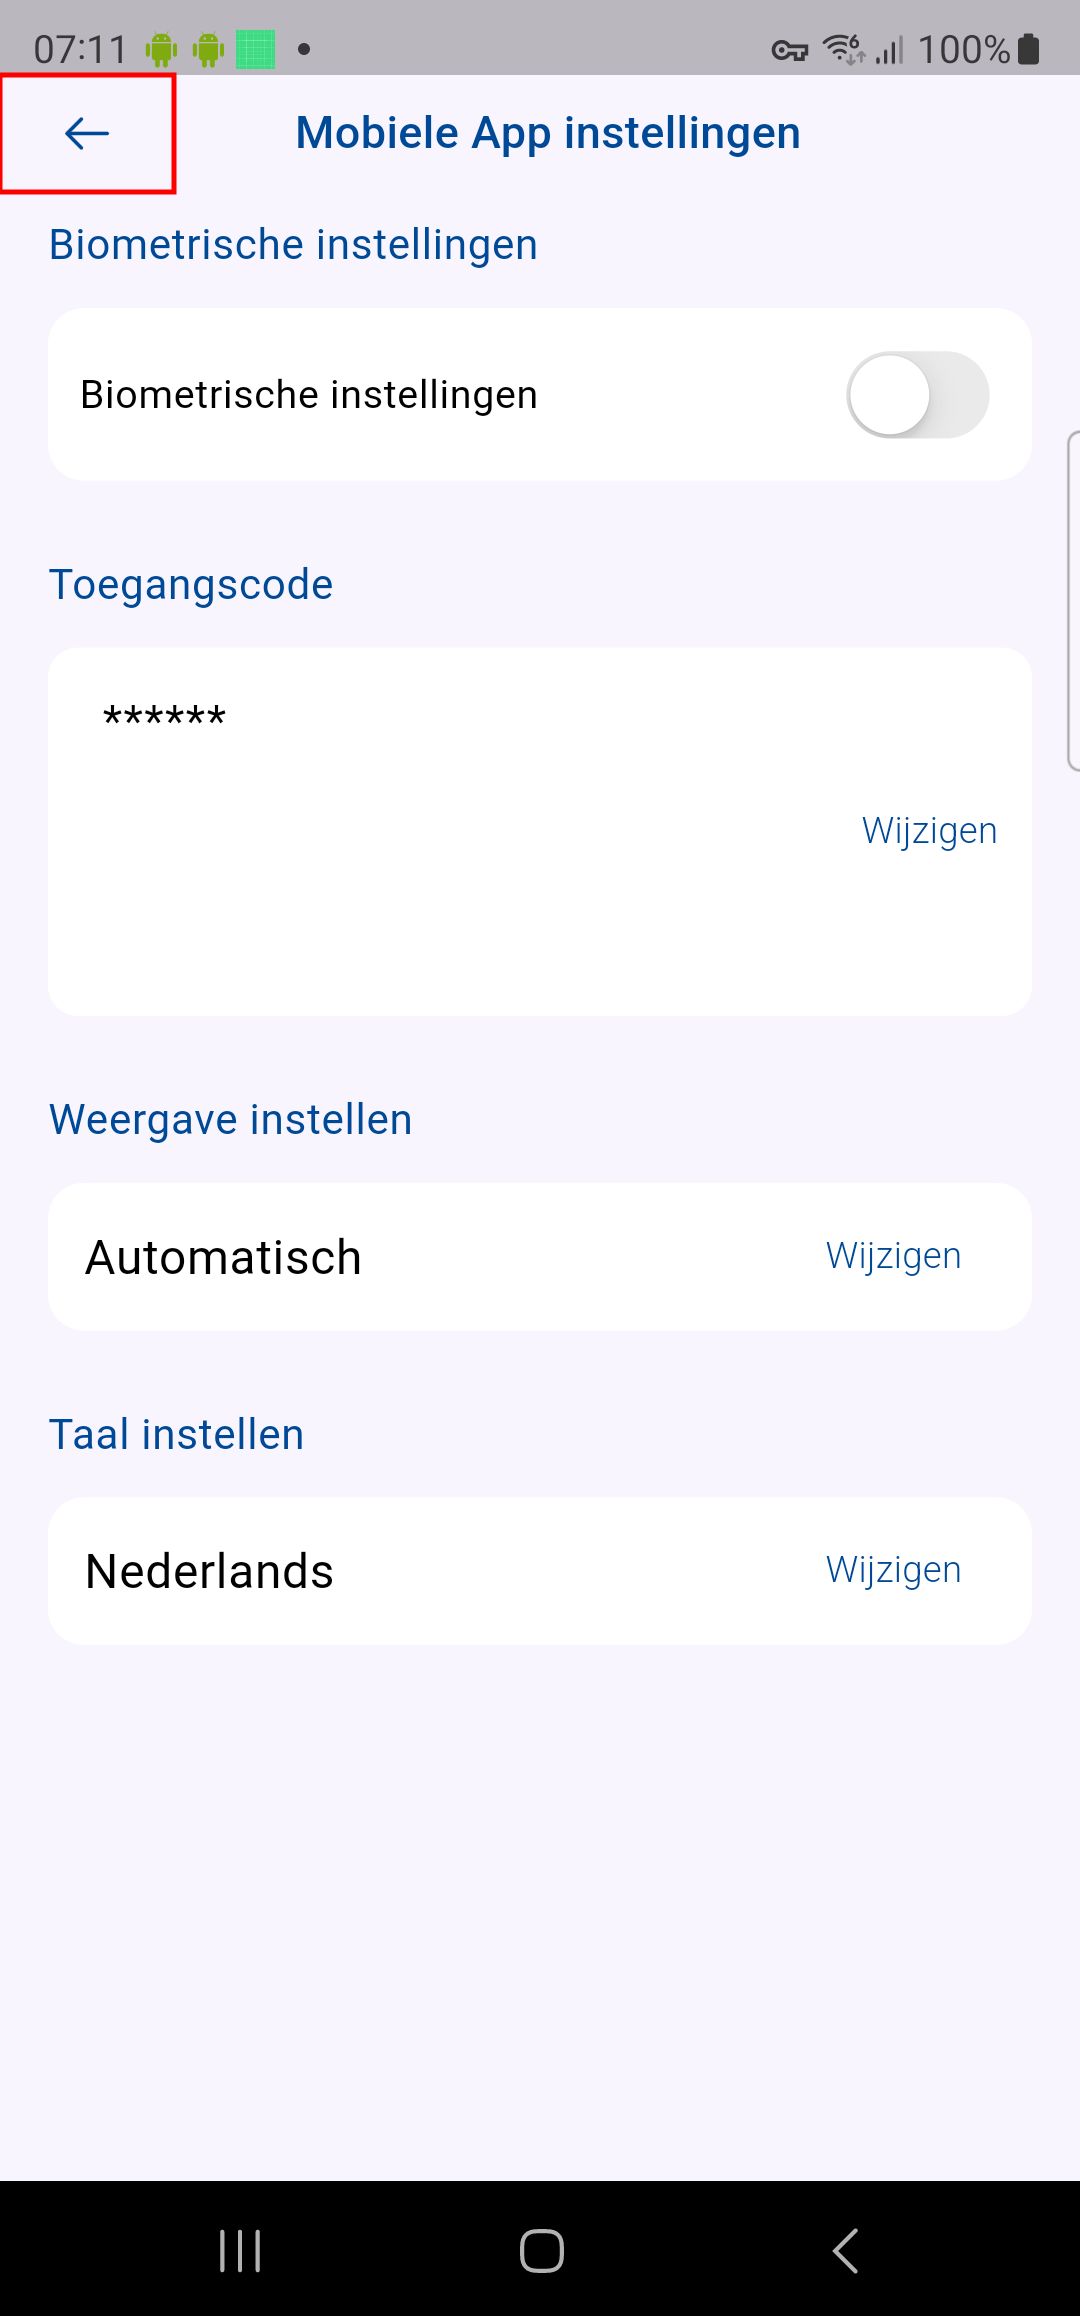 07:11 100%
Mobiele App instellingen
Biometrische instellingen
Biometrische instellingen
Toegangscode
******
Wijzigen
Weergave instellen
Automatisch Wijzigen
Taal instellen
Nederlands Wijzigen